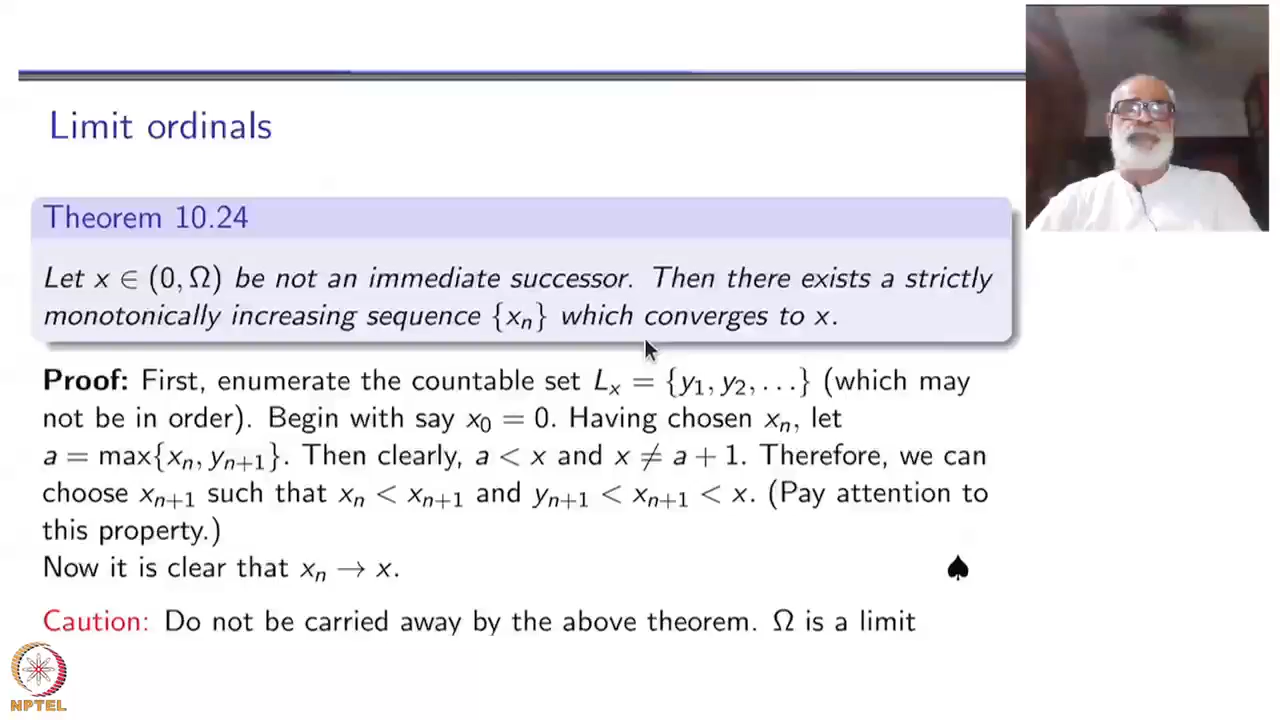 Limit ordinals
Theorem 10.24
Let x ∈ (0, Ω) be not an immediate successor. Then there exists a strictly
monotonically increasing sequence {xₙ} which converges to x.
Proof: First, enumerate the countable set Lₓ = {y₁, y₂, . . .} (which may
not be in order). Begin with say x₀ = 0. Having chosen xₙ, let
a = max{xₙ, yₙ₊₁}. Then clearly, a < x and x ≠ a + 1. Therefore, we can
choose xₙ₊₁ such that xₙ < xₙ₊₁ and yₙ₊₁ < xₙ₊₁ < x. (Pay attention to
this property.)
Now it is clear that xₙ → x. ♠
Caution: Do not be carried away by the above theorem. Ω is a limit
NPTEL